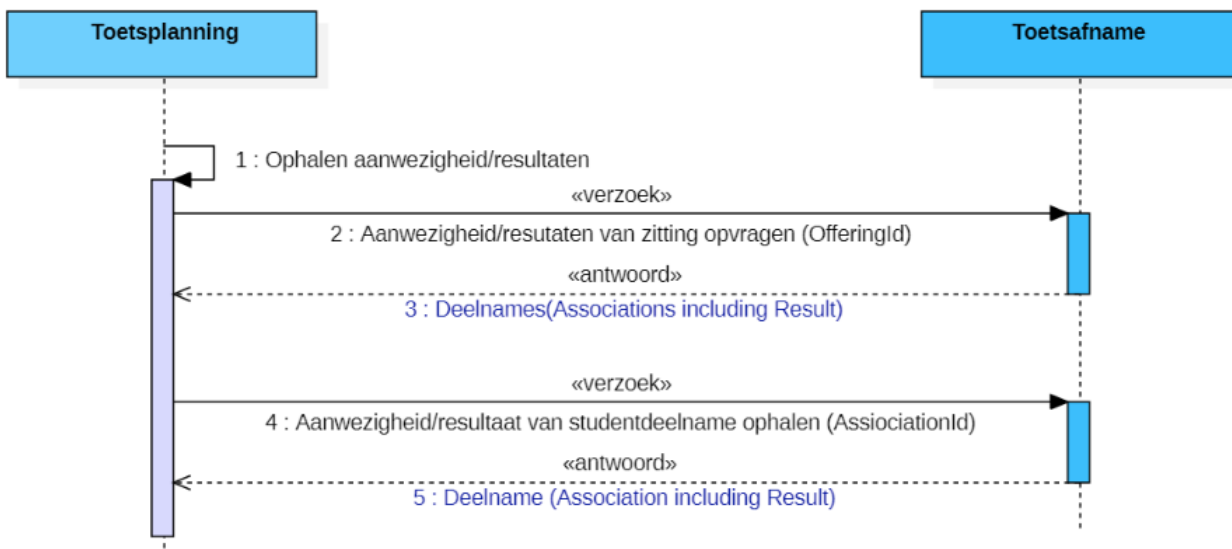 Toetsplanning
Toetsafname
1 : Ophalen aanwezigheid/resultaten
«verzoek»
2 : Aanwezigheid/resutaten van zitting opvragen (OfferingId)
«antwoord»
3 : Deelnames(Associations including Result)
«verzoek»
4 : Aanwezigheid/resultaat van studentdeelname ophalen (AssiociationId)
«antwoord»
5 : Deelname (Association including Result)